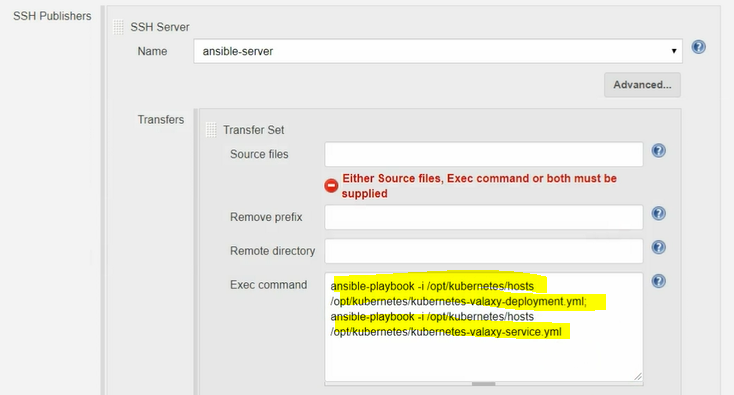 SSH Publishers
SSH Server
Name
ansible-server
Advanced...
Transfers
Transfer Set
Source files
Either Source files, Exec command or both must be
supplied
Remove prefix
Remote directory
Exec command
ansible-playbook -i /opt/kubernetes/hosts
/opt/kubernetes/kubernetes-valaxy-deployment.yml;
ansible-playbook -i /opt/kubernetes/hosts
/opt/kubernetes/kubernetes-valaxy-service.yml